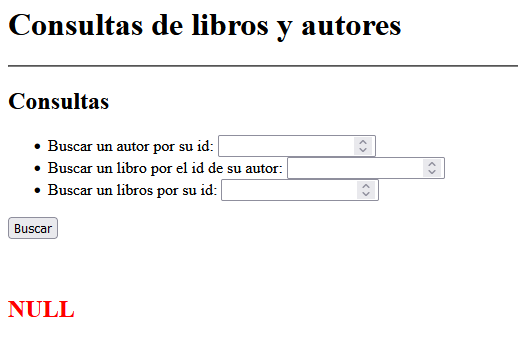 Consultas de libros y autores
Consultas
Buscar un autor por su id:
Buscar un libro por el id de su autor:
Buscar un libros por su id:
Buscar
NULL